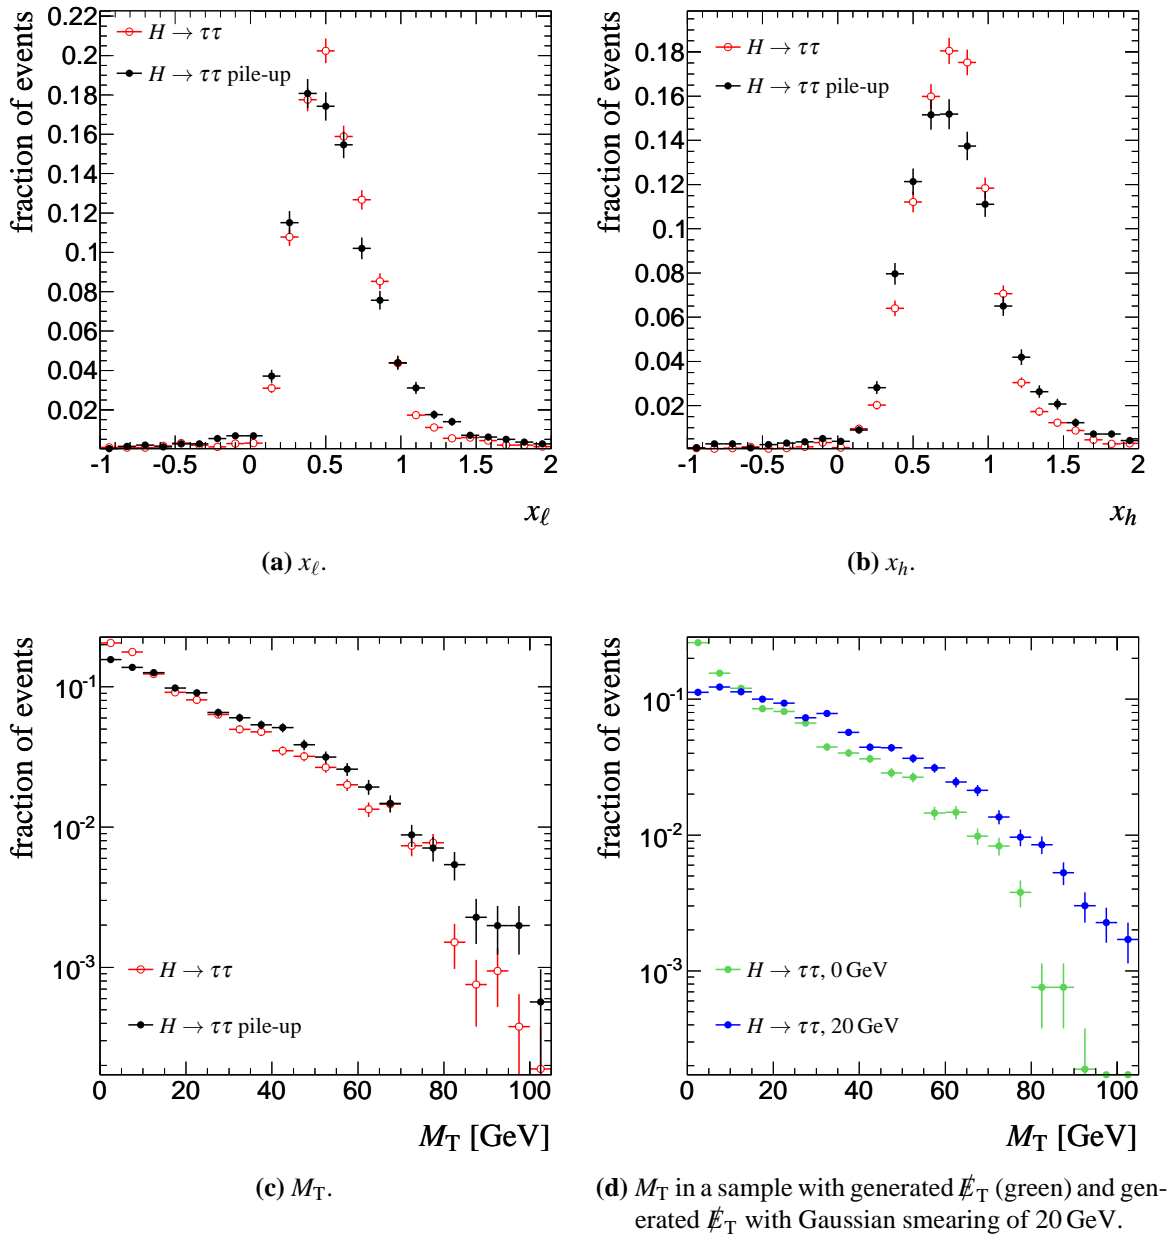 fraction of events
0.22
0.2
0.18
0.16
0.14
0.12
0.1
0.08
0.06
0.04
0.02
H → ττ
H → ττ pile-up
-1 -0.5 0 0.5 1 1.5 2
xℓ
(a) xℓ.
fraction of events
0.18
0.16
0.14
0.12
0.1
0.08
0.06
0.04
0.02
H → ττ
H → ττ pile-up
-1 -0.5 0 0.5 1 1.5 2
xh
(b) xh.
fraction of events
10⁻¹
10⁻²
10⁻³
H → ττ
H → ττ pile-up
0 20 40 60 80 100
MT [GeV]
(c) MT.
fraction of events
10⁻¹
10⁻²
10⁻³
H → ττ, 0 GeV
H → ττ, 20 GeV
0 20 40 60 80 100
MT [GeV]
(d) MT in a sample with generated E̸T (green) and gen-
erated E̸T with Gaussian smearing of 20 GeV.